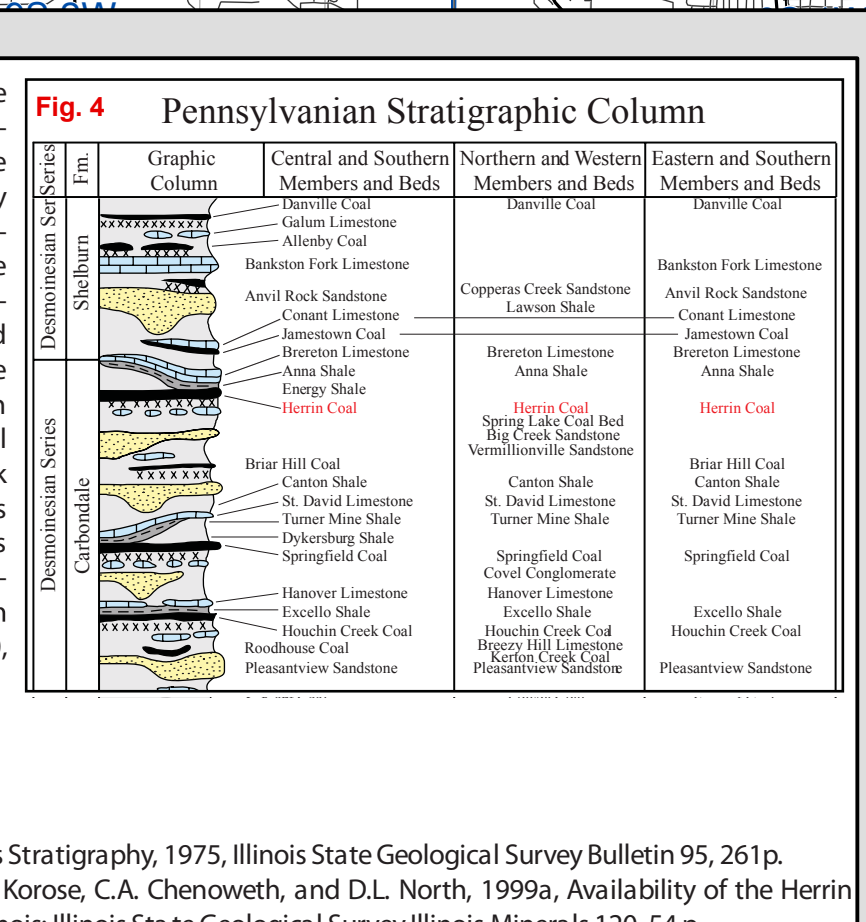 Fig. 4
Pennsylvanian Stratigraphic Column
Series
Fm.
Graphic
Column
Central and Southern
Members and Beds
Northern and Western
Members and Beds
Eastern and Southern
Members and Beds
Desmoinesian Series
Shelburn
Desmoinesian Series
Carbondale
Danville Coal
Galum Limestone
Allenby Coal
Bankston Fork Limestone
Anvil Rock Sandstone
Conant Limestone
Jamestown Coal
Brereton Limestone
Anna Shale
Energy Shale
Herrin Coal
Briar Hill Coal
Canton Shale
St. David Limestone
Turner Mine Shale
Dykersburg Shale
Springfield Coal
Hanover Limestone
Excello Shale
Houchin Creek Coal
Roodhouse Coal
Pleasantview Sandstone
Danville Coal
Copperas Creek Sandstone
Lawson Shale
Brereton Limestone
Anna Shale
Herrin Coal
Spring Lake Coal Bed
Big Creek Sandstone
Vermillionville Sandstone
Canton Shale
St. David Limestone
Turner Mine Shale
Springfield Coal
Covel Conglomerate
Hanover Limestone
Excello Shale
Houchin Creek Coal
Breezy Hill Limestone
Kerton Creek Coal
Pleasantview Sandstone
Danville Coal
Bankston Fork Limestone
Anvil Rock Sandstone
Conant Limestone
Jamestown Coal
Brereton Limestone
Anna Shale
Herrin Coal
Briar Hill Coal
Canton Shale
St. David Limestone
Turner Mine Shale
Springfield Coal
Excello Shale
Houchin Creek Coal
Pleasantview Sandstone
s Stratigraphy, 1975, Illinois State Geological Survey Bulletin 95, 261p.
Korose, C.A. Chenoweth, and D.L. North, 1999a, Availability of the Herrin
inois: Illinois State Geological Survey Illinois Minerals 120, 54 p.